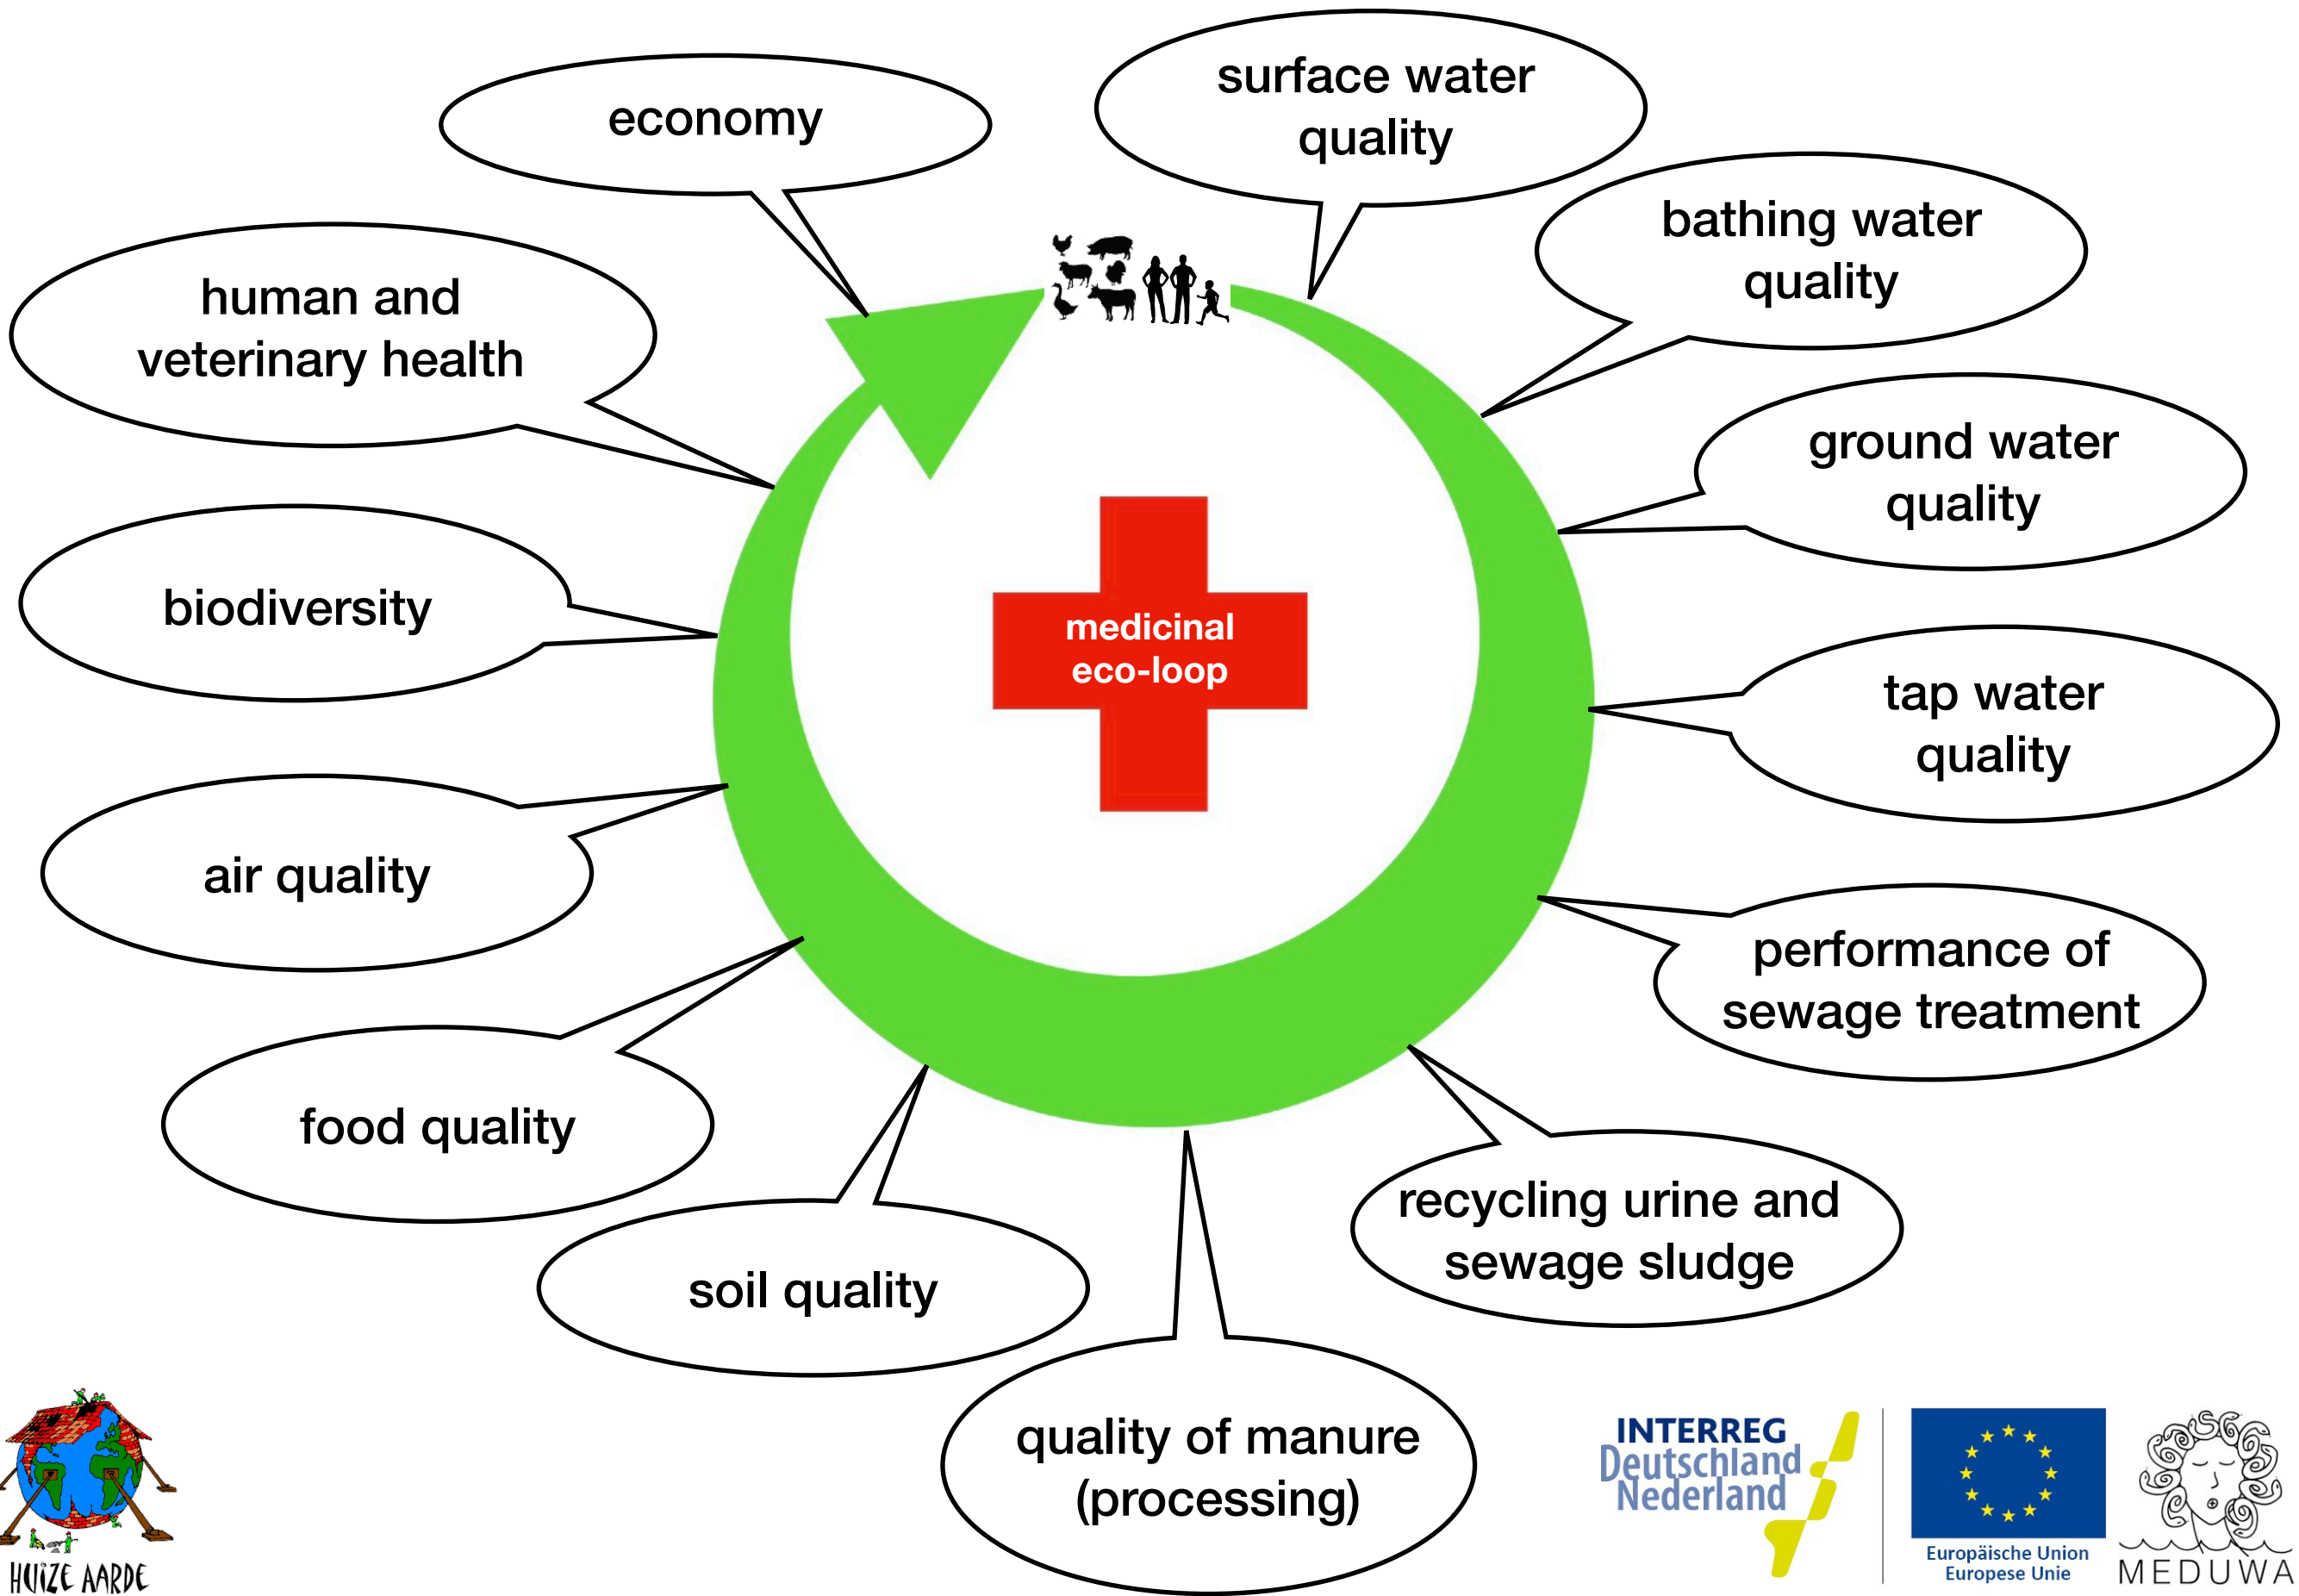 economy
surface water
quality
bathing water
quality
ground water
quality
tap water
quality
performance of
sewage treatment
recycling urine and
sewage sludge
quality of manure
(processing)
soil quality
food quality
air quality
biodiversity
human and
veterinary health
medicinal
eco-loop
HUiZE AARDE
INTERREG
Deutschland
Nederland
Europäische Union
Europese Unie
MEDUWA